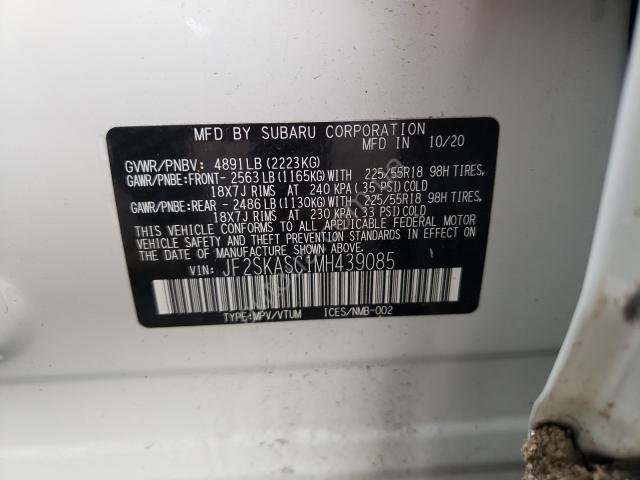 MFD BY SUBARU CORPORATION
MFD IN 10/20
GVWR/PNBV: 4891LB (2223KG)
GAWR/PNBE:FRONT- 2563LB(1165KG)WITH 225/55R18 98H TIRES,
18X7J RIMS AT 240 KPA(35 PSI)COLD
GAWR/PNBE:REAR - 2486LB(1130KG)WITH 225/55R18 98H TIRES,
18X7J RIMS AT 230 KPA(33 PSI)COLD
THIS VEHICLE CONFORMS TO ALL APPLICABLE FEDERAL MOTOR
VEHICLE SAFETY AND THEFT PREVENTION STANDARDS IN EFFECT ON
THE DATE OF MANUFACTURE SHOWN ABOVE.
VIN: JF2SKASC1MH439085
TYPE:MPV/VTUM ICES/NMB-002